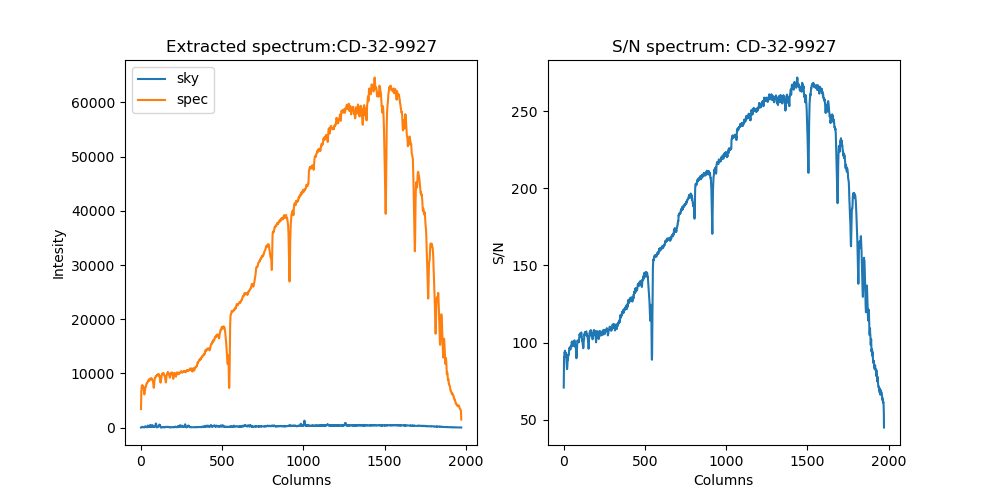 Extracted spectrum:CD-32-9927
sky
spec
60000
50000
40000
30000
20000
10000
0
Intesity
0
500
1000
1500
2000
Columns
S/N spectrum: CD-32-9927
250
200
150
100
50
S/N
0
500
1000
1500
2000
Columns